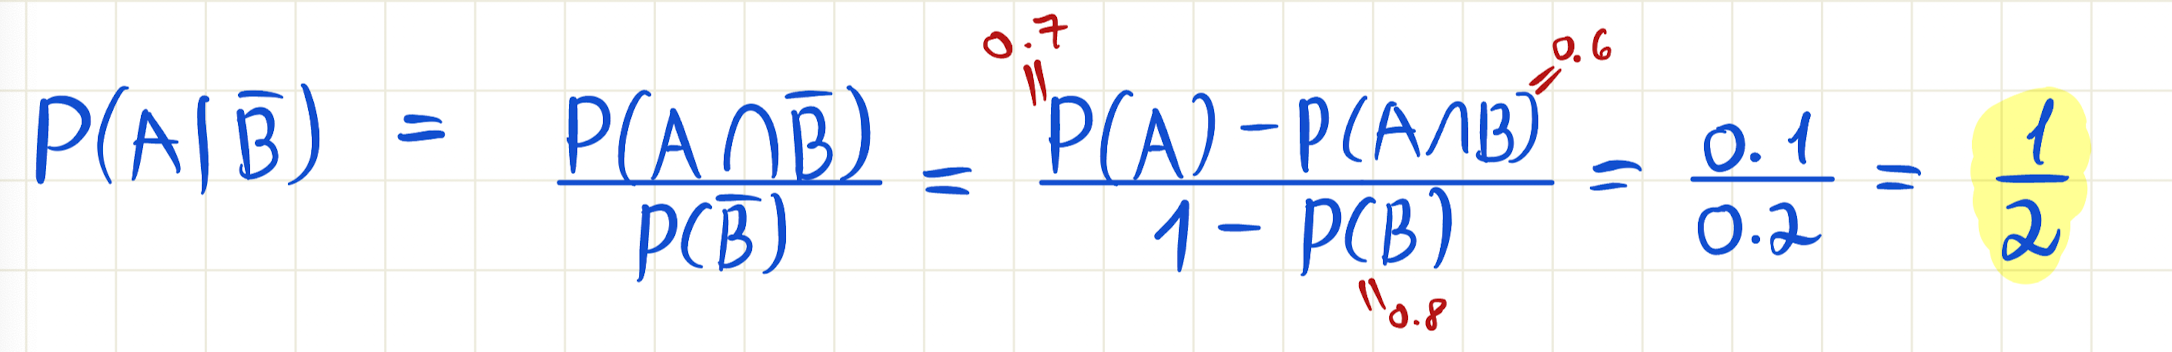 0.7 0.6
P(A|B̅) = P(A∩B̅)/P(B̅) = P(A) − P(A∩B)/1 − P(B) = 0.1/0.2 = 1/2
0.8